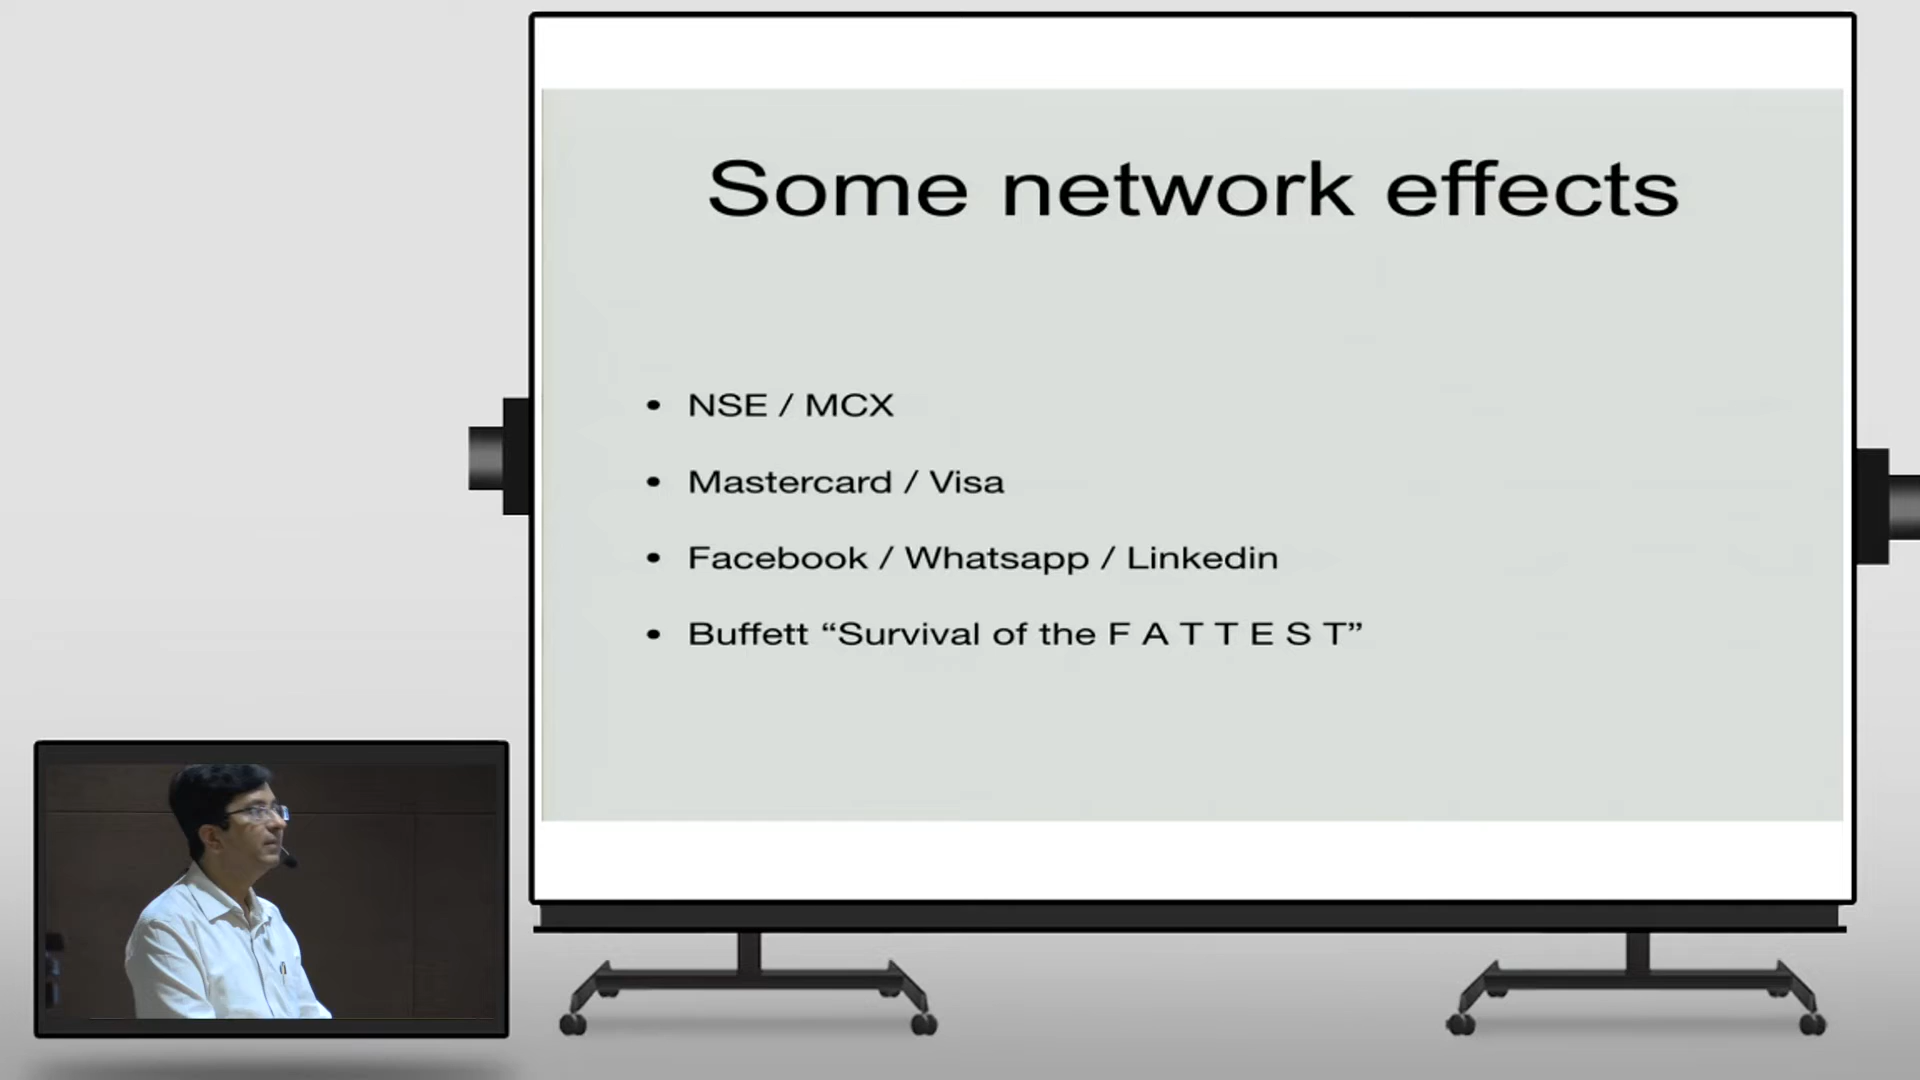 Some network effects
• NSE / MCX
• Mastercard / Visa
• Facebook / Whatsapp / Linkedin
• Buffett “Survival of the F A T T E S T”